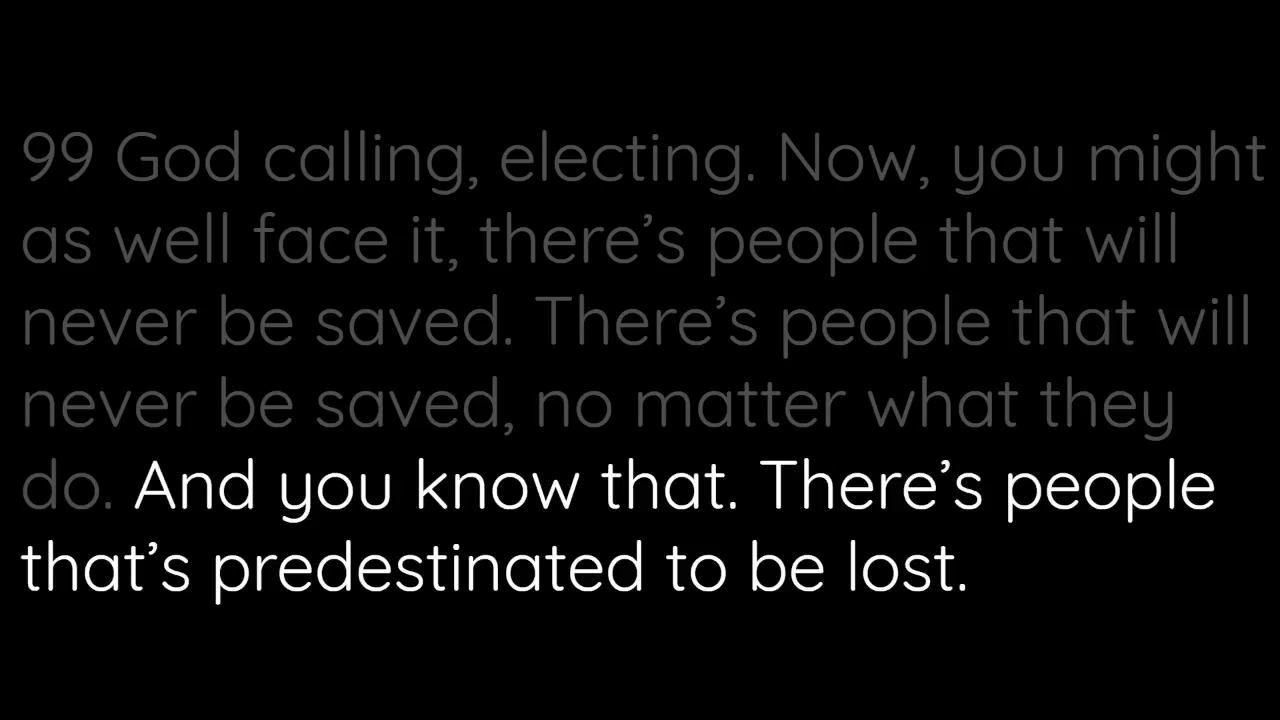 99 God calling, electing. Now, you might
as well face it, there’s people that will
never be saved. There’s people that will
never be saved, no matter what they
do. And you know that. There’s people
that’s predestinated to be lost.